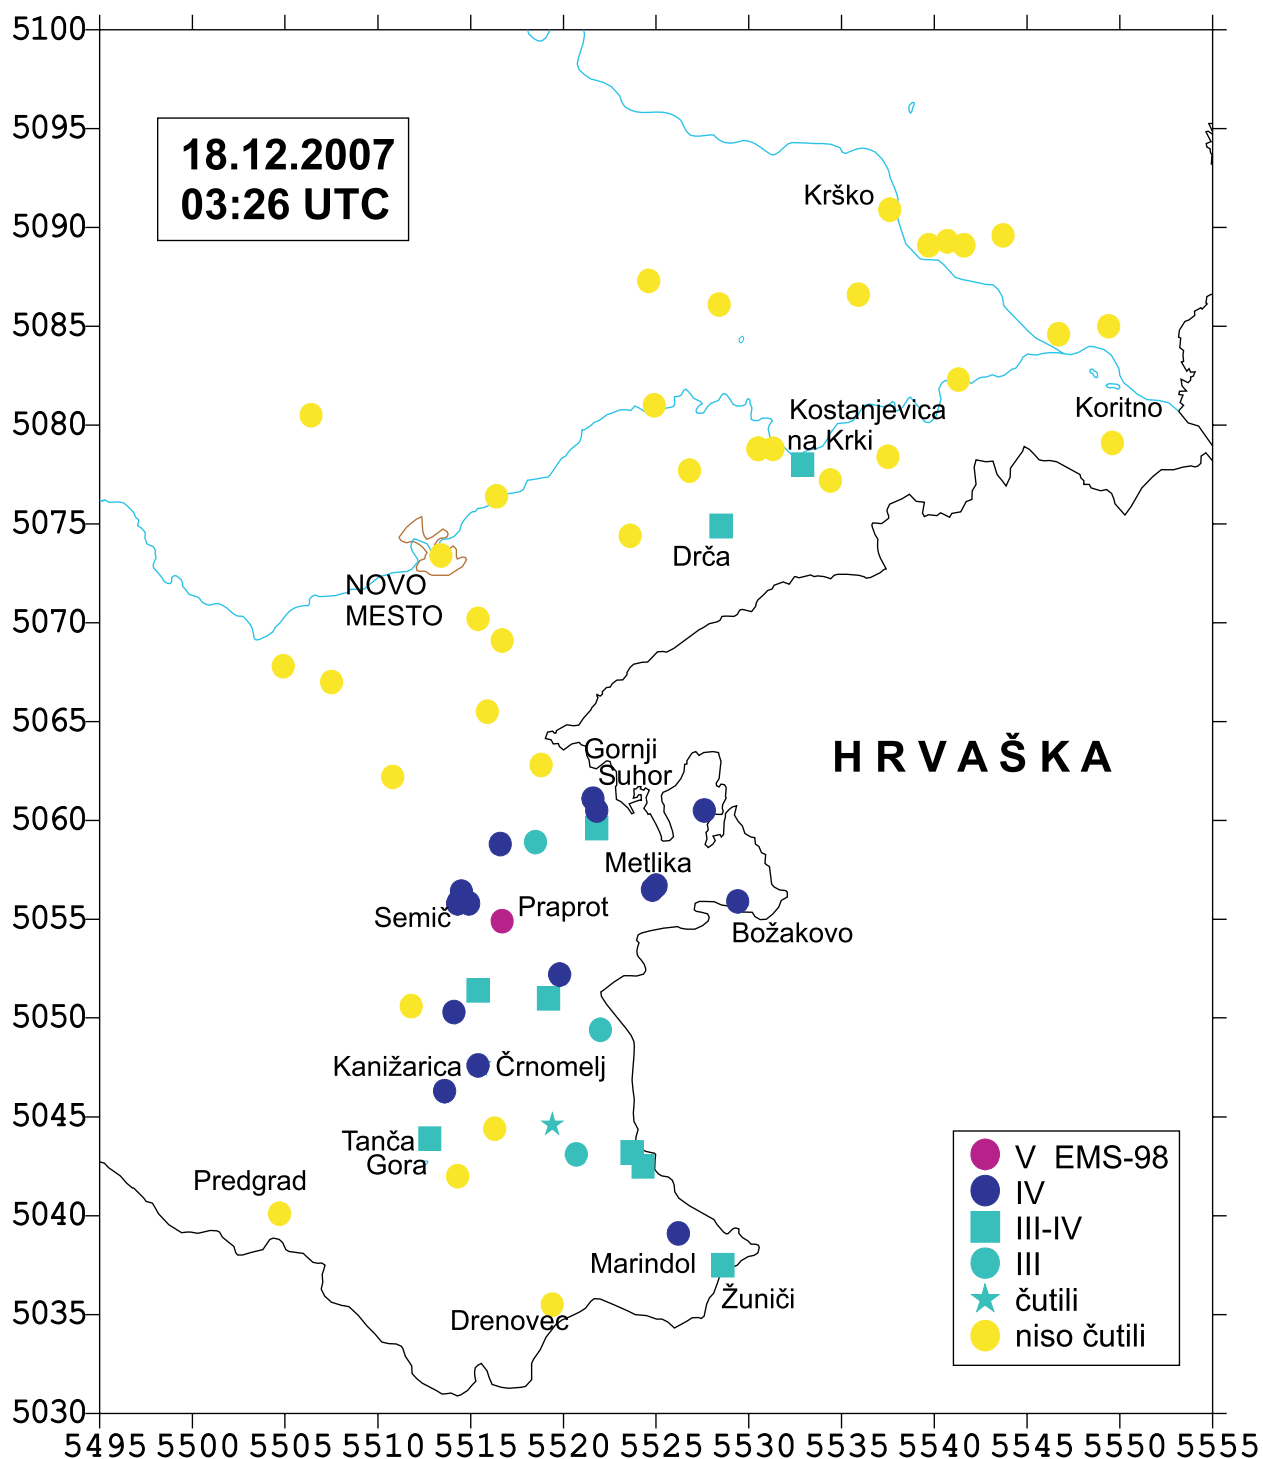 5100
5095
18.12.2007
03:26 UTC
Krško
5090
5085
Kostanjevica
na Krki
Koritno
5080
5075
Drča
NOVO
MESTO
5070
5065
Gornji
Suhor
HRVAŠKA
5060
Metlika
Semič
Praprot
5055
Božakovo
5050
Kanižarica
Črnomelj
5045
Tanča
Gora
Predgrad
5040
Marindol
Žuniči
5035
Drenovec
V EMS-98
IV
III-IV
III
čutili
niso čutili
5030
5495 5500 5505 5510 5515 5520 5525 5530 5535 5540 5545 5550 5555